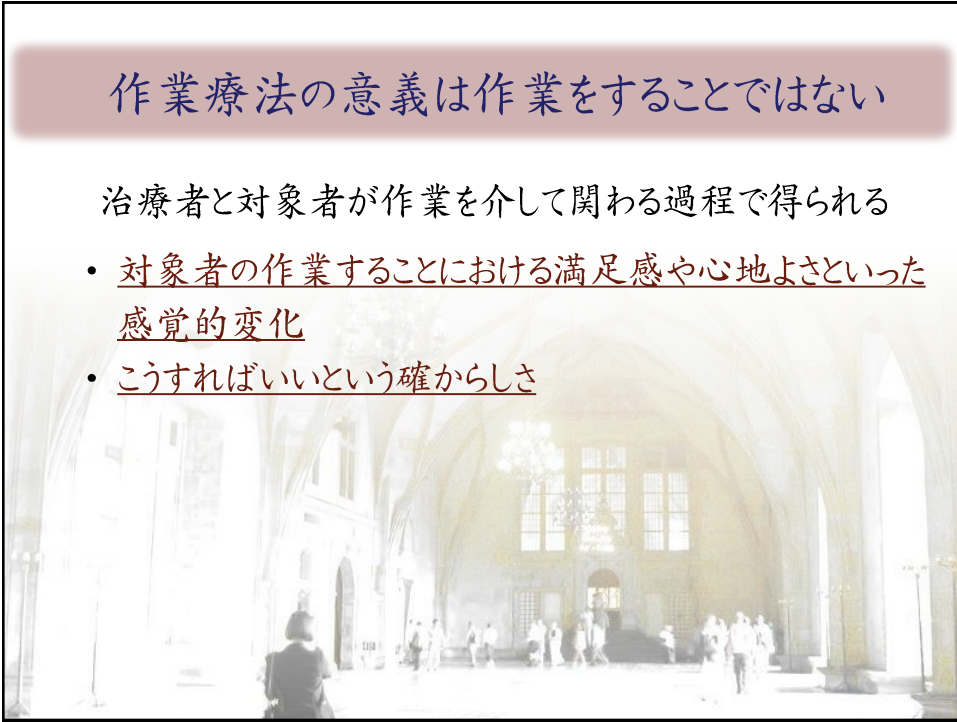 作業療法の意義は作業をすることではない
治療者と対象者が作業を介して関わる過程で得られる
・対象者の作業することにおける満足感や心地よさといった
感覚的変化
・こうすればいいという確からしさ